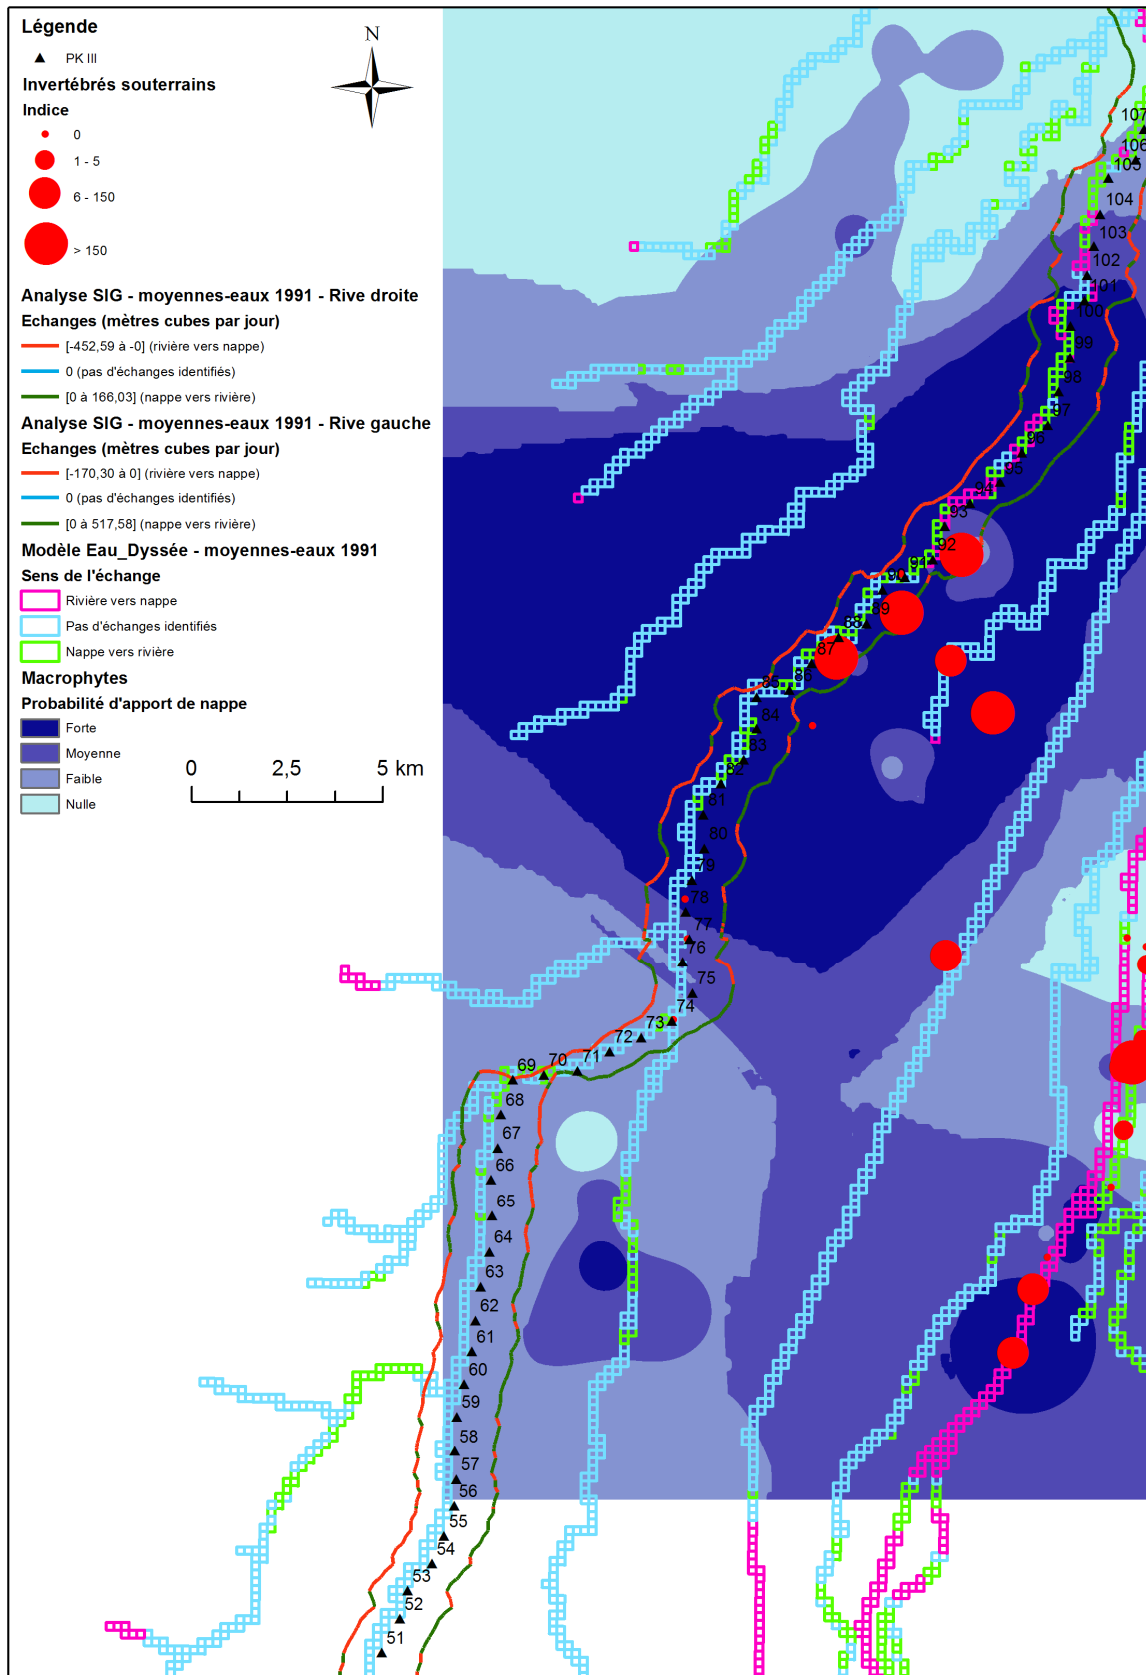 Légende
PK III
Invertébrés souterrains
Indice
0
1 - 5
6 - 150
> 150
Analyse SIG - moyennes-eaux 1991 - Rive droite
Echanges (mètres cubes par jour)
[-452,59 à -0] (rivière vers nappe)
0 (pas d'échanges identifiés)
[0 à 166,03] (nappe vers rivière)
Analyse SIG - moyennes-eaux 1991 - Rive gauche
Echanges (mètres cubes par jour)
[-170,30 à 0] (rivière vers nappe)
0 (pas d'échanges identifiés)
[0 à 517,58] (nappe vers rivière)
Modèle Eau_Dyssée - moyennes-eaux 1991
Sens de l'échange
Rivière vers nappe
Pas d'échanges identifiés
Nappe vers rivière
Macrophytes
Probabilité d'apport de nappe
Forte
Moyenne
Faible
Nulle
N
0 2,5 5 km
107
106
105
104
103
102
101
100
99
98
97
96
95
94
93
92
91
90
89
88
87
86
85
84
83
82
81
80
79
78
77
76
75
74
73
72
71
70
69
68
67
66
65
64
63
62
61
60
59
58
57
56
55
54
53
52
51